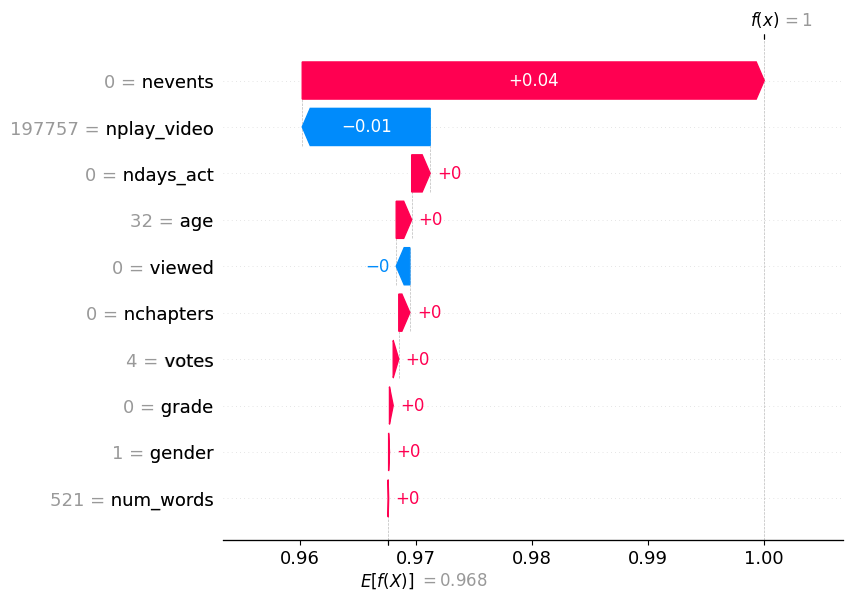 f(x) = 1
0 = nevents +0.04
197757 = nplay_video −0.01
0 = ndays_act +0
32 = age +0
0 = viewed −0
0 = nchapters +0
4 = votes +0
0 = grade +0
1 = gender +0
521 = num_words +0
0.96 0.97 0.98 0.99 1.00
E[f(X)] = 0.968